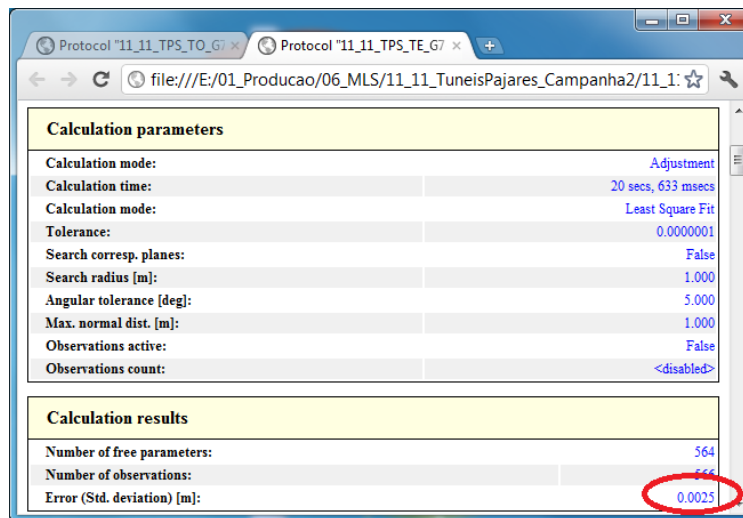 Protocol "11_11_TPS_TO_G7
Protocol "11_11_TPS_TE_G7
file:///E:/01_Producao/06_MLS/11_11_TuneisPajares_Campanha2/11_1
Calculation parameters
Calculation mode: Adjustment
Calculation time: 20 secs, 633 msecs
Calculation mode: Least Square Fit
Tolerance: 0.0000001
Search corresp. planes: False
Search radius [m]: 1.000
Angular tolerance [deg]: 5.000
Max. normal dist. [m]: 1.000
Observations active: False
Observations count: <disabled>
Calculation results
Number of free parameters: 564
Number of observations: 566
Error (Std. deviation) [m]: 0.0025